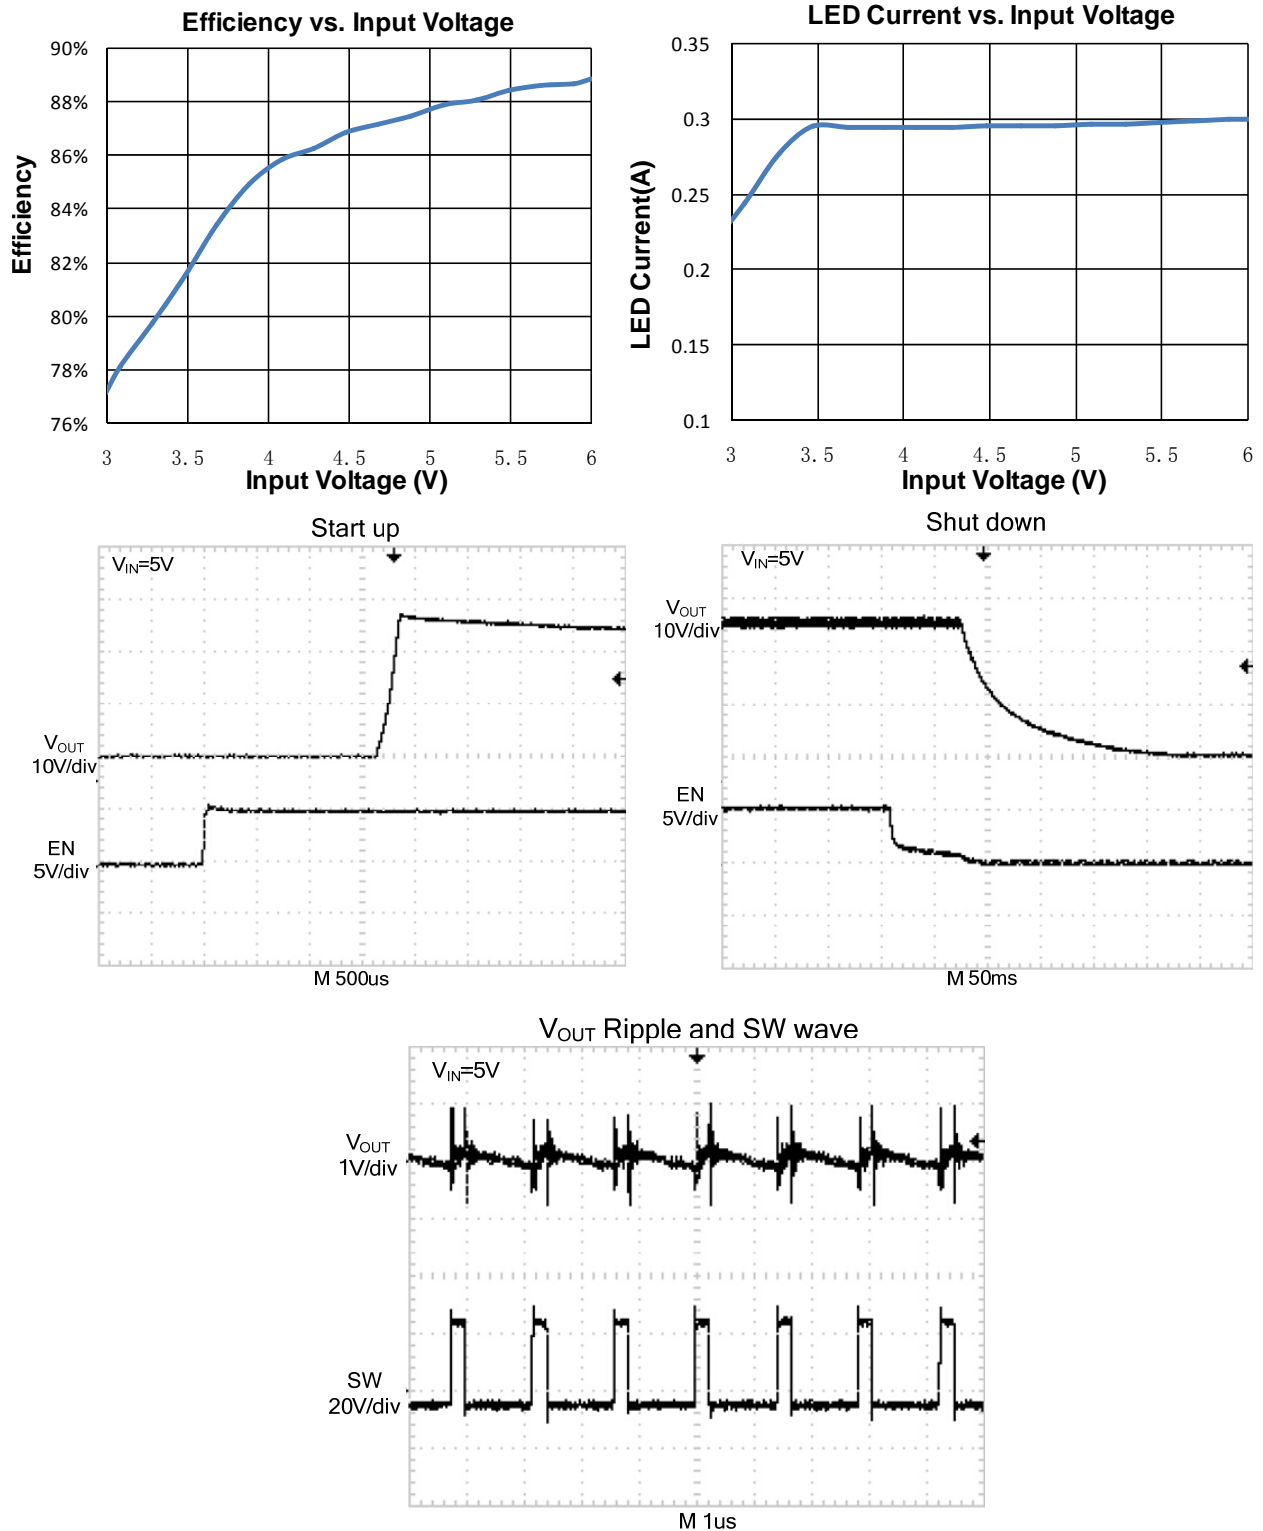 Efficiency vs. Input Voltage
90%
88%
86%
84%
82%
80%
78%
76%
Efficiency
3 3.5 4 4.5 5 5.5 6
Input Voltage (V)
LED Current vs. Input Voltage
0.35
0.3
0.25
0.2
0.15
0.1
LED Current(A)
3 3.5 4 4.5 5 5.5 6
Input Voltage (V)
Start up
VIN=5V
VOUT
10V/div
EN
5V/div
M 500us
Shut down
VIN=5V
VOUT
10V/div
EN
5V/div
M 50ms
VOUT Ripple and SW wave
VIN=5V
VOUT
1V/div
SW
20V/div
M 1us